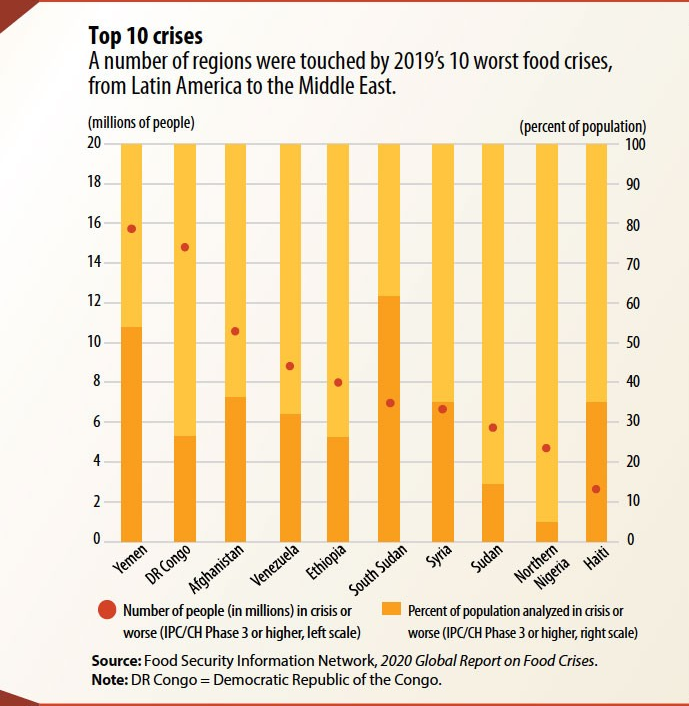 Top 10 crises
A number of regions were touched by 2019's 10 worst food crises,
from Latin America to the Middle East.
(millions of people)
(percent of population)
20
18
16
14
12
10
8
6
4
2
0
100
90
80
70
60
50
40
30
20
10
0
Yemen
DR Congo
Afghanistan
Venezuela
Ethiopia
South Sudan
Syria
Sudan
Northern
Nigeria
Haiti
Number of people (in millions) in crisis or
worse (IPC/CH Phase 3 or higher, left scale)
Percent of population analyzed in crisis or
worse (IPC/CH Phase 3 or higher, right scale)
Source: Food Security Information Network, 2020 Global Report on Food Crises.
Note: DR Congo = Democratic Republic of the Congo.